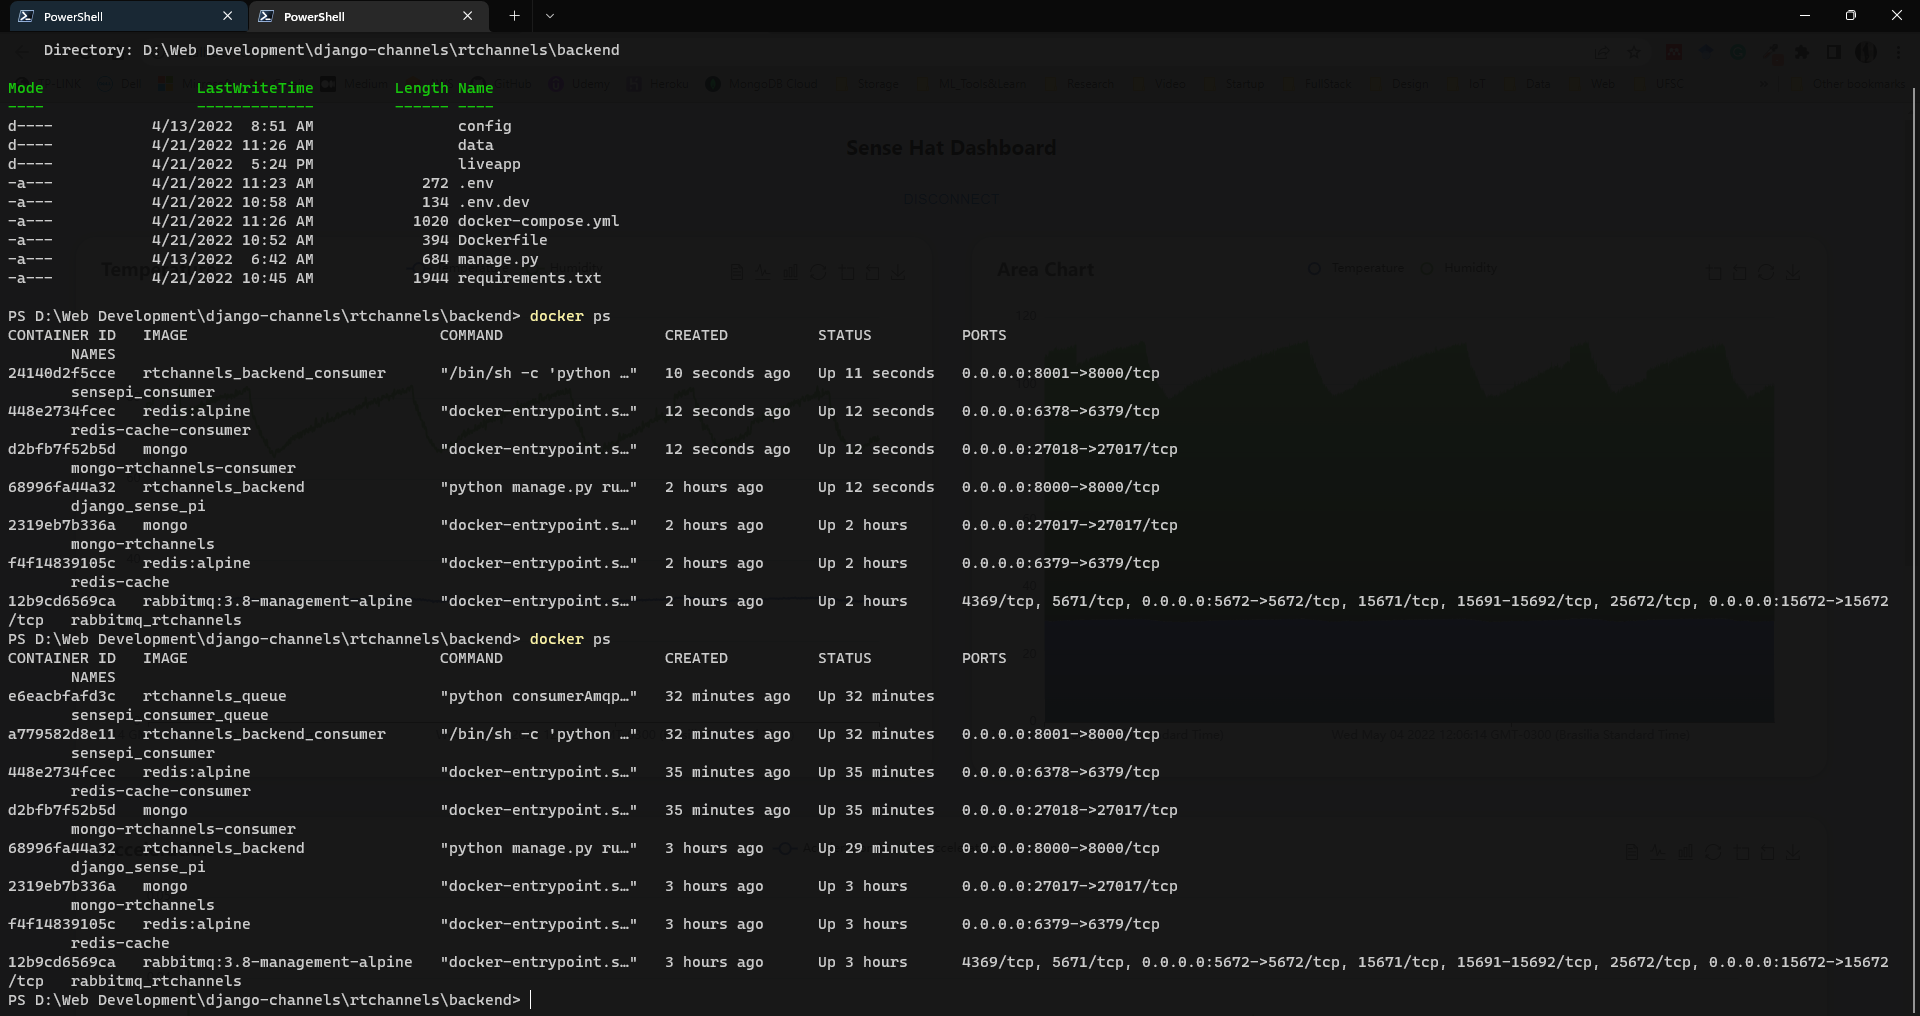 PowerShell
PowerShell
Directory: D:\Web Development\django-channels\rtchannels\backend
Mode                 LastWriteTime         Length Name
----                 -------------         ------ ----
d----           4/13/2022  8:51 AM                config
d----           4/21/2022 11:26 AM                data
d----           4/21/2022  5:24 PM                liveapp
-a---           4/21/2022 11:23 AM            272 .env
-a---           4/21/2022 10:58 AM            134 .env.dev
-a---           4/21/2022 11:26 AM           1020 docker-compose.yml
-a---           4/21/2022 10:52 AM            394 Dockerfile
-a---           4/13/2022  6:42 AM            684 manage.py
-a---           4/21/2022 10:45 AM           1944 requirements.txt
PS D:\Web Development\django-channels\rtchannels\backend> docker ps
CONTAINER ID   IMAGE                            COMMAND                  CREATED          STATUS          PORTS
       NAMES
24140d2f5cce   rtchannels_backend_consumer      "/bin/sh -c 'python …"   10 seconds ago   Up 11 seconds   0.0.0.0:8001->8000/tcp
       sensepi_consumer
448e2734fcec   redis:alpine                     "docker-entrypoint.s…"   12 seconds ago   Up 12 seconds   0.0.0.0:6378->6379/tcp
       redis-cache-consumer
d2bfb7f52b5d   mongo                            "docker-entrypoint.s…"   12 seconds ago   Up 12 seconds   0.0.0.0:27018->27017/tcp
       mongo-rtchannels-consumer
68996fa44a32   rtchannels_backend               "python manage.py ru…"   2 hours ago      Up 12 seconds   0.0.0.0:8000->8000/tcp
       django_sense_pi
2319eb7b336a   mongo                            "docker-entrypoint.s…"   2 hours ago      Up 2 hours      0.0.0.0:27017->27017/tcp
       mongo-rtchannels
f4f14839105c   redis:alpine                     "docker-entrypoint.s…"   2 hours ago      Up 2 hours      0.0.0.0:6379->6379/tcp
       redis-cache
12b9cd6569ca   rabbitmq:3.8-management-alpine   "docker-entrypoint.s…"   2 hours ago      Up 2 hours      4369/tcp, 5671/tcp, 0.0.0.0:5672->5672/tcp, 15671/tcp, 15691-15692/tcp, 25672/tcp, 0.0.0.0:15672->15672
/tcp   rabbitmq_rtchannels
PS D:\Web Development\django-channels\rtchannels\backend> docker ps
CONTAINER ID   IMAGE                            COMMAND                  CREATED          STATUS          PORTS
       NAMES
e6eacbfafd3c   rtchannels_queue                 "python consumerAmqp…"   32 minutes ago   Up 32 minutes
       sensepi_consumer_queue
a779582d8e11   rtchannels_backend_consumer      "/bin/sh -c 'python …"   32 minutes ago   Up 32 minutes   0.0.0.0:8001->8000/tcp
       sensepi_consumer
448e2734fcec   redis:alpine                     "docker-entrypoint.s…"   35 minutes ago   Up 35 minutes   0.0.0.0:6378->6379/tcp
       redis-cache-consumer
d2bfb7f52b5d   mongo                            "docker-entrypoint.s…"   35 minutes ago   Up 35 minutes   0.0.0.0:27018->27017/tcp
       mongo-rtchannels-consumer
68996fa44a32   rtchannels_backend               "python manage.py ru…"   3 hours ago      Up 29 minutes   0.0.0.0:8000->8000/tcp
       django_sense_pi
2319eb7b336a   mongo                            "docker-entrypoint.s…"   3 hours ago      Up 3 hours      0.0.0.0:27017->27017/tcp
       mongo-rtchannels
f4f14839105c   redis:alpine                     "docker-entrypoint.s…"   3 hours ago      Up 3 hours      0.0.0.0:6379->6379/tcp
       redis-cache
12b9cd6569ca   rabbitmq:3.8-management-alpine   "docker-entrypoint.s…"   3 hours ago      Up 3 hours      4369/tcp, 5671/tcp, 0.0.0.0:5672->5672/tcp, 15671/tcp, 15691-15692/tcp, 25672/tcp, 0.0.0.0:15672->15672
/tcp   rabbitmq_rtchannels
PS D:\Web Development\django-channels\rtchannels\backend>
Sense Hat Dashboard
DISCONNECT
Area Chart
Temperature
Humidity